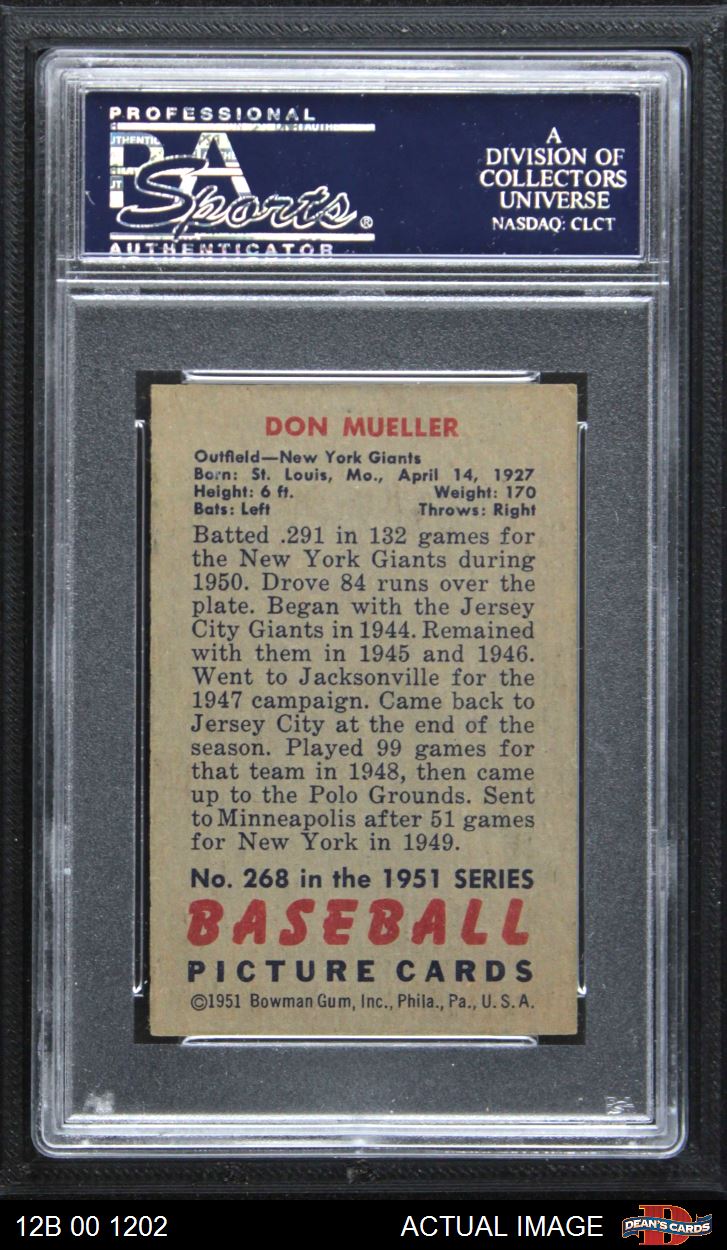 PROFESSIONAL
PSA
Sports®
AUTHENTICATOR
A
DIVISION OF
COLLECTORS
UNIVERSE
NASDAQ: CLCT
DON MUELLER
Outfield—New York Giants
Born: St. Louis, Mo., April 14, 1927
Height: 6 ft. Weight: 170
Bats: Left Throws: Right
Batted .291 in 132 games for
the New York Giants during
1950. Drove 84 runs over the
plate. Began with the Jersey
City Giants in 1944. Remained
with them in 1945 and 1946.
Went to Jacksonville for the
1947 campaign. Came back to
Jersey City at the end of the
season. Played 99 games for
that team in 1948, then came
up to the Polo Grounds. Sent
to Minneapolis after 51 games
for New York in 1949.
No. 268 in the 1951 SERIES
BASEBALL
PICTURE CARDS
©1951 Bowman Gum, Inc., Phila., Pa., U.S.A.
12B 00 1202 ACTUAL IMAGE DEAN'S CARDS